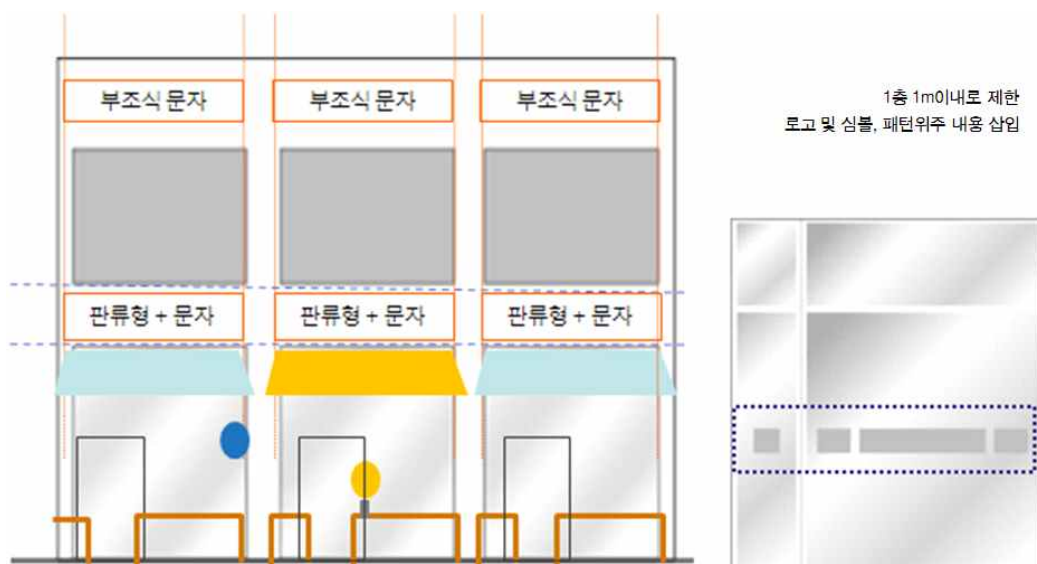 부조식 문자
부조식 문자
부조식 문자
1층 1m이내로 제한
로고 및 심볼, 패턴위주 내용 삽입
판류형 + 문자
판류형 + 문자
판류형 + 문자